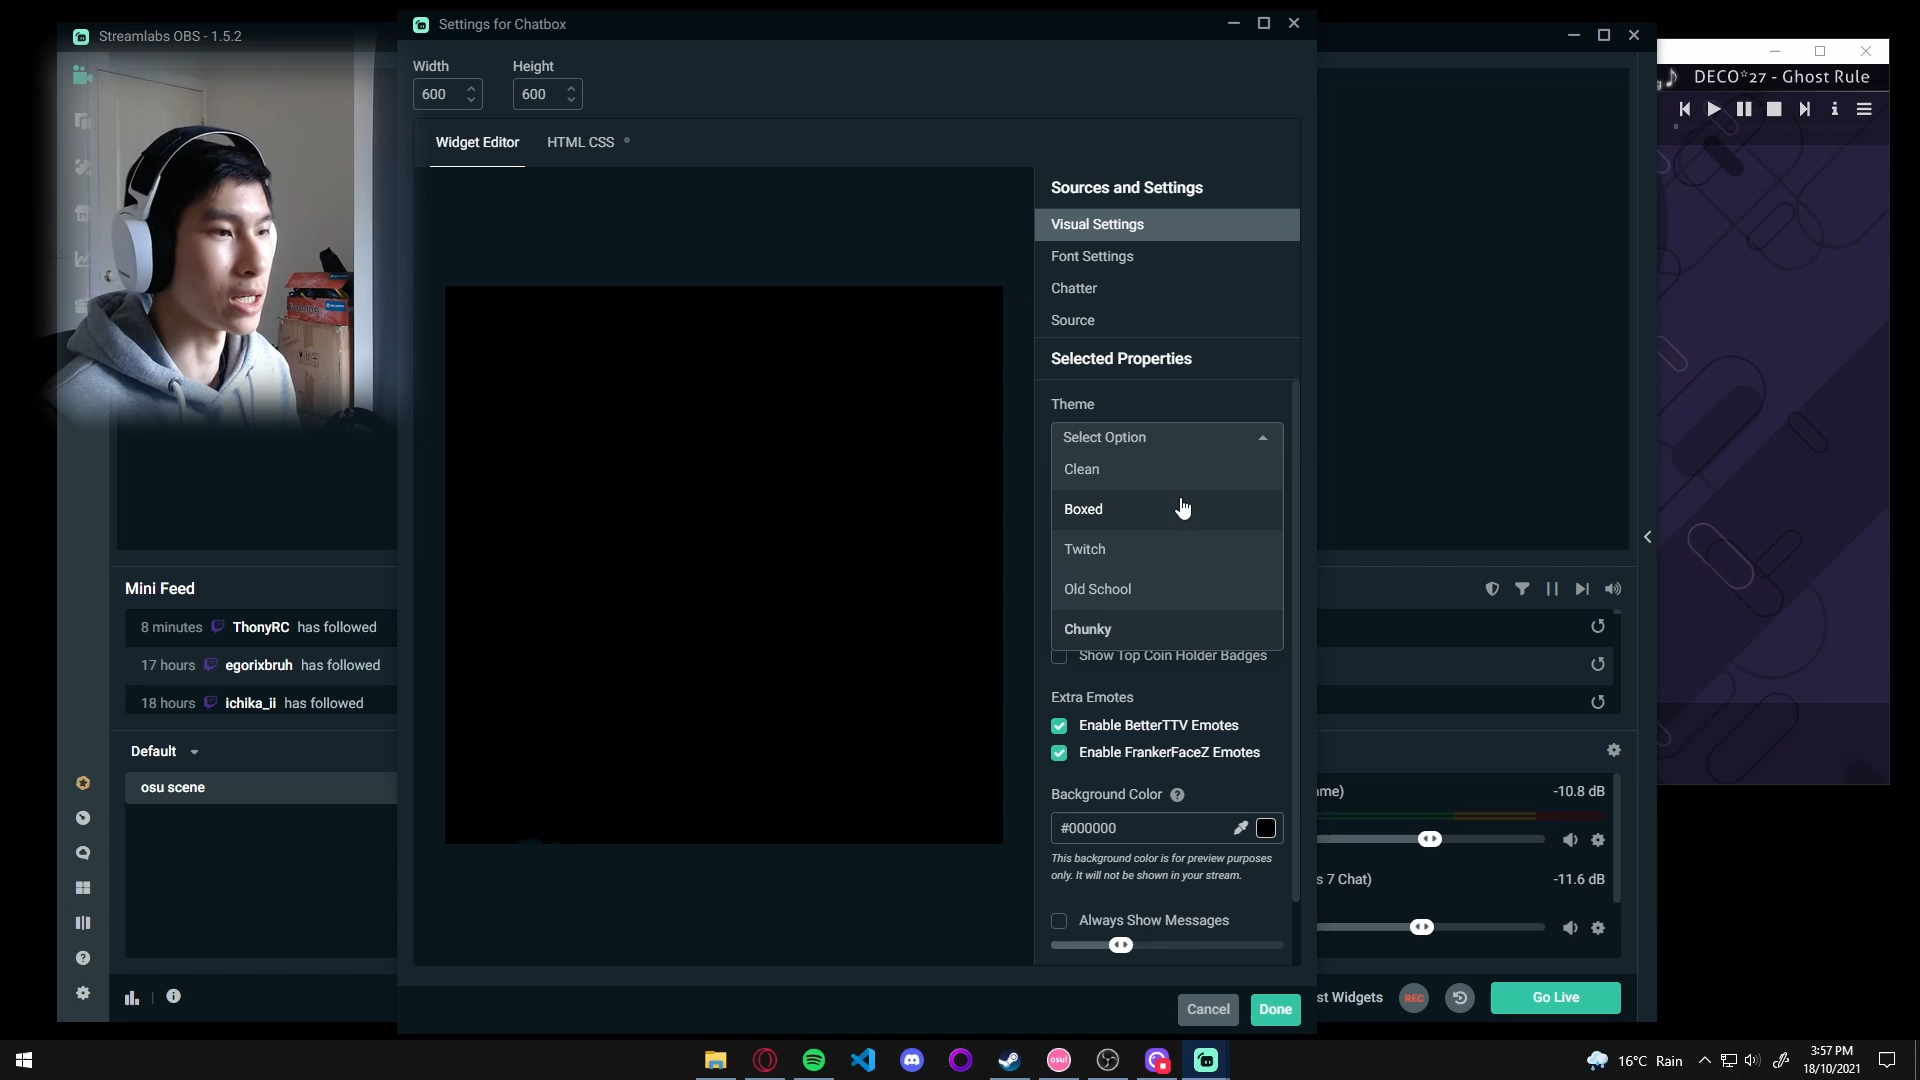 Streamlabs OBS - 1.5.2
Settings for Chatbox
DECO*27 - Ghost Rule
Width
Height
600
600
Widget Editor
HTML CSS
Sources and Settings
Visual Settings
Font Settings
Chatter
Source
Selected Properties
Theme
Select Option
Clean
Boxed
Twitch
Old School
Chunky
Show Top Coin Holder Badges
Extra Emotes
Enable BetterTTV Emotes
Enable FrankerFaceZ Emotes
Background Color
#000000
This background color is for preview purposes
only. It will not be shown in your stream.
Always Show Messages
Cancel
Done
Mini Feed
8 minutes ThonyRC has followed
17 hours egorixbruh has followed
18 hours ichika_ii has followed
Default
osu scene
me)
-10.8 dB
s 7 Chat)
-11.6 dB
st Widgets
REC
Go Live
osu!
16°C Rain
3:57 PM
18/10/2021